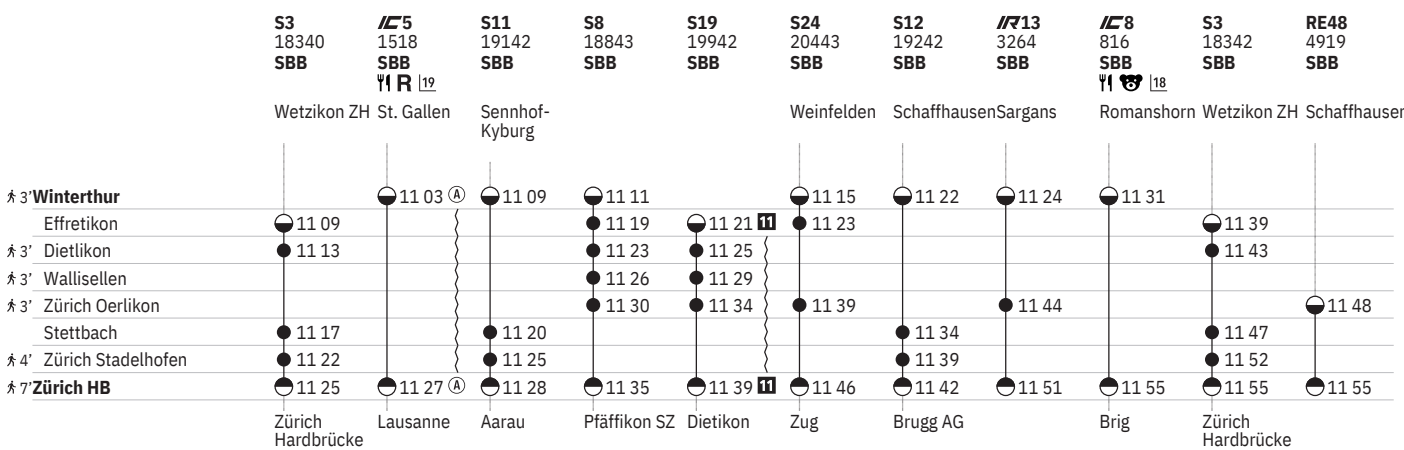 S3 IC5 S11 S8 S19 S24 S12 IR13 IC8 S3 RE48
18340 1518 19142 18843 19942 20443 19242 3264 816 18342 4919
SBB SBB SBB SBB SBB SBB SBB SBB SBB SBB SBB
R 19 18
Wetzikon ZH St. Gallen Sennhof- Weinfelden Schaffhausen Sargans Romanshorn Wetzikon ZH Schaffhausen
Kyburg
3' Winterthur 11 03 A 11 09 11 11 11 15 11 22 11 24 11 31
Effretikon 11 09 11 19 11 21 11 11 23 11 39
3' Dietlikon 11 13 11 23 11 25 11 43
3' Wallisellen 11 26 11 29
3' Zürich Oerlikon 11 30 11 34 11 39 11 44 11 48
Stettbach 11 17 11 20 11 34 11 47
4' Zürich Stadelhofen 11 22 11 25 11 39 11 52
7' Zürich HB 11 25 11 27 A 11 28 11 35 11 39 11 11 46 11 42 11 51 11 55 11 55 11 55
Zürich Lausanne Aarau Pfäffikon SZ Dietikon Zug Brugg AG Brig Zürich
Hardbrücke Hardbrücke